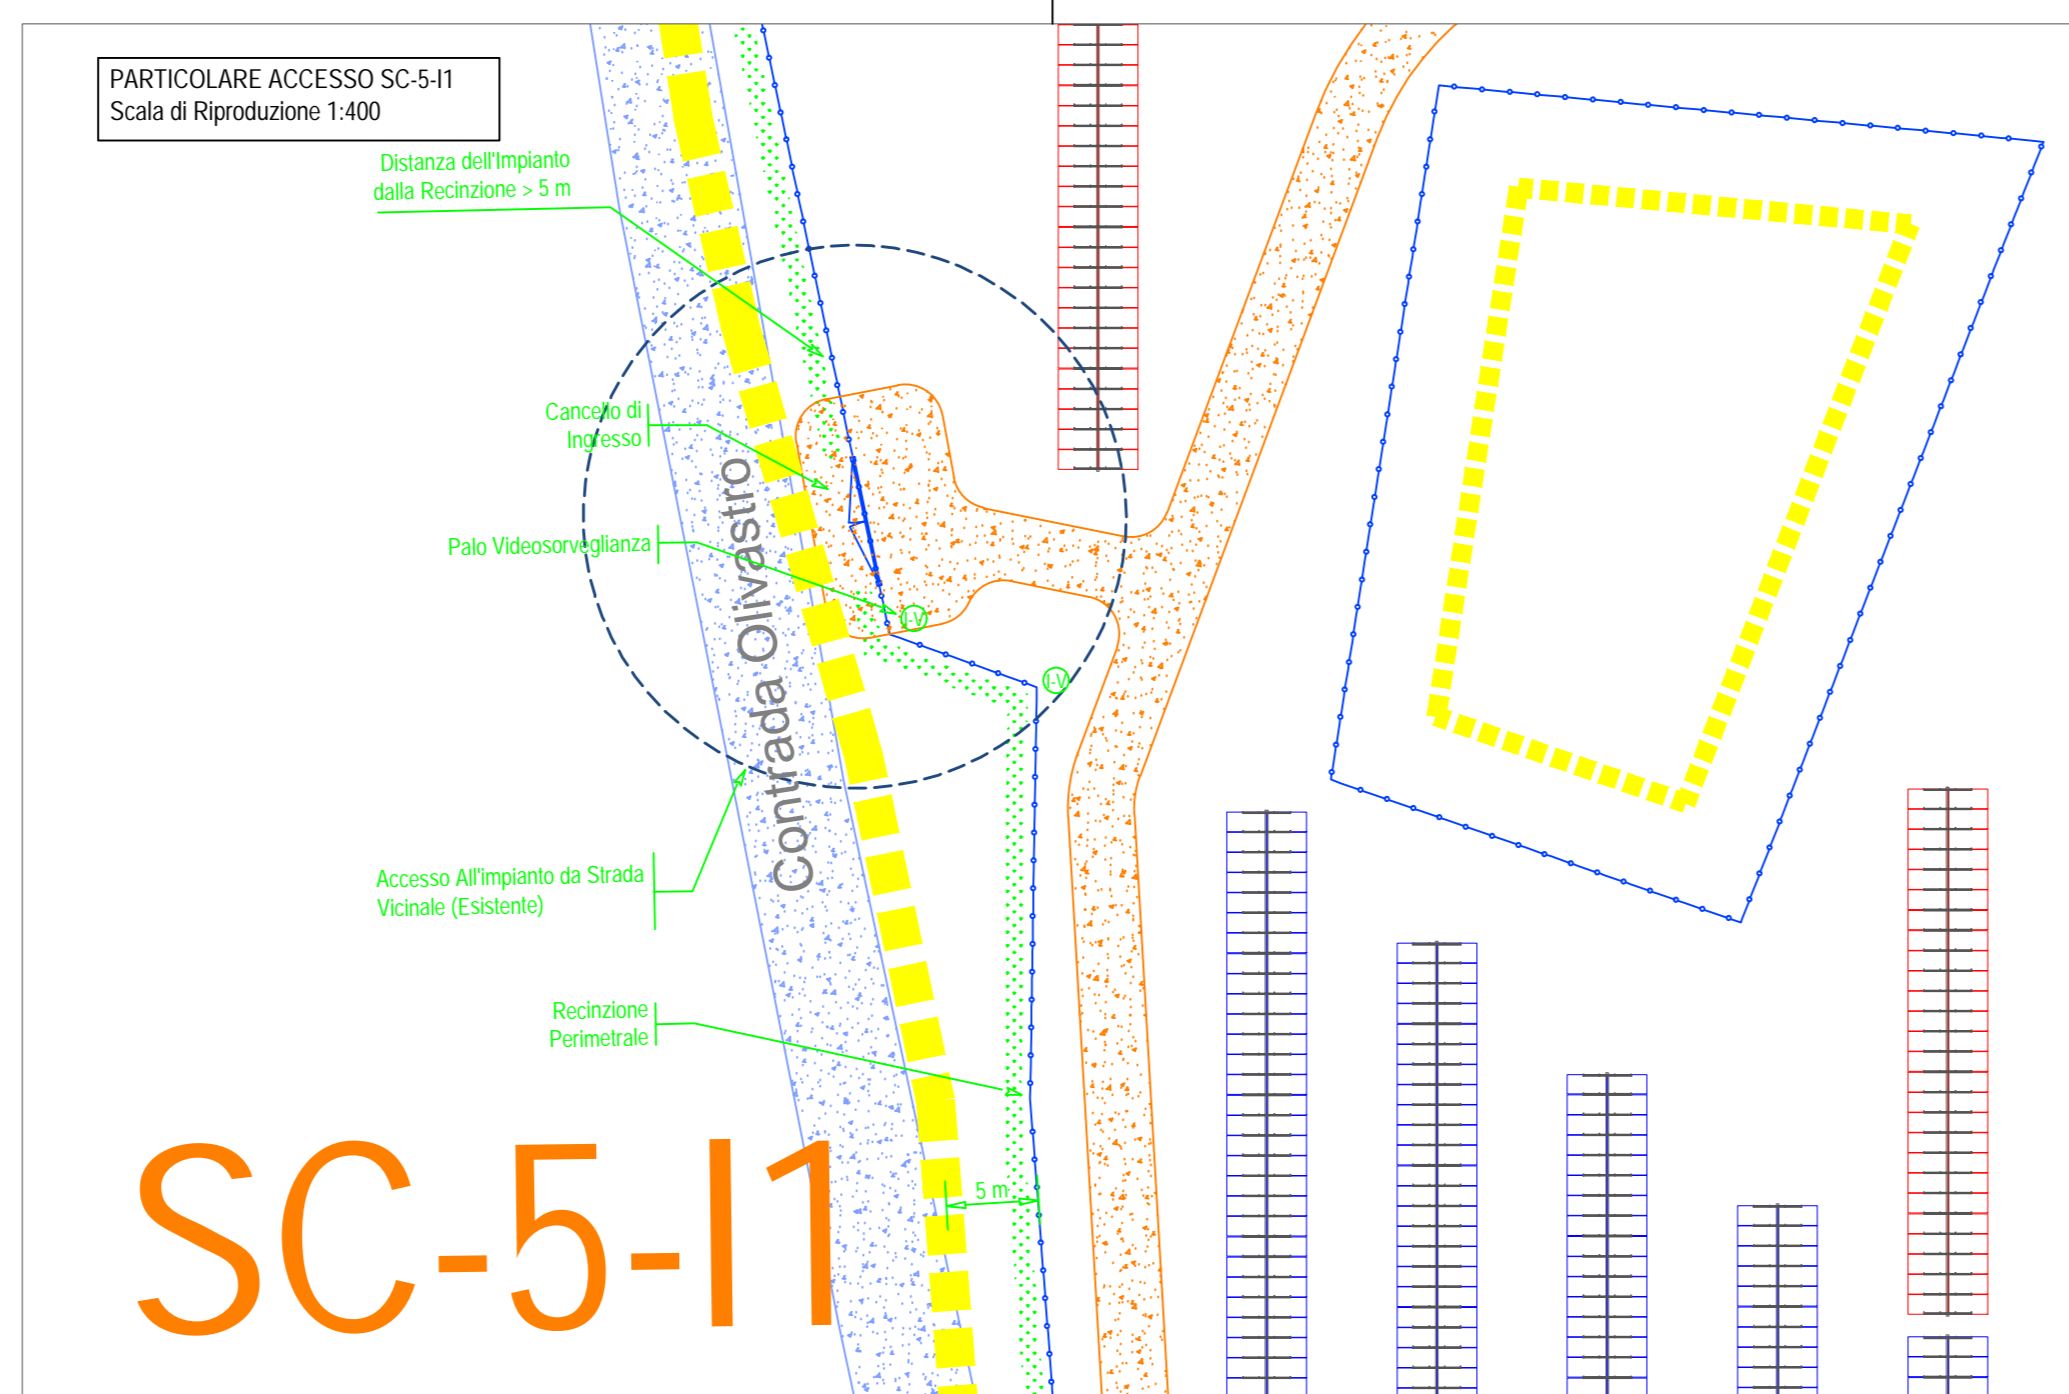 PARTICOLARE ACCESSO SC-5-I1
Scala di Riproduzione 1:400
Distanza dell'Impianto
dalla Recinzione > 5 m
Cancello di
Ingresso
Palo Videosorveglianza
I-V
I-V
Contrada Olivastro
Accesso All'impianto da Strada
Vicinale (Esistente)
Recinzione
Perimetrale
5 m
SC-5-I1